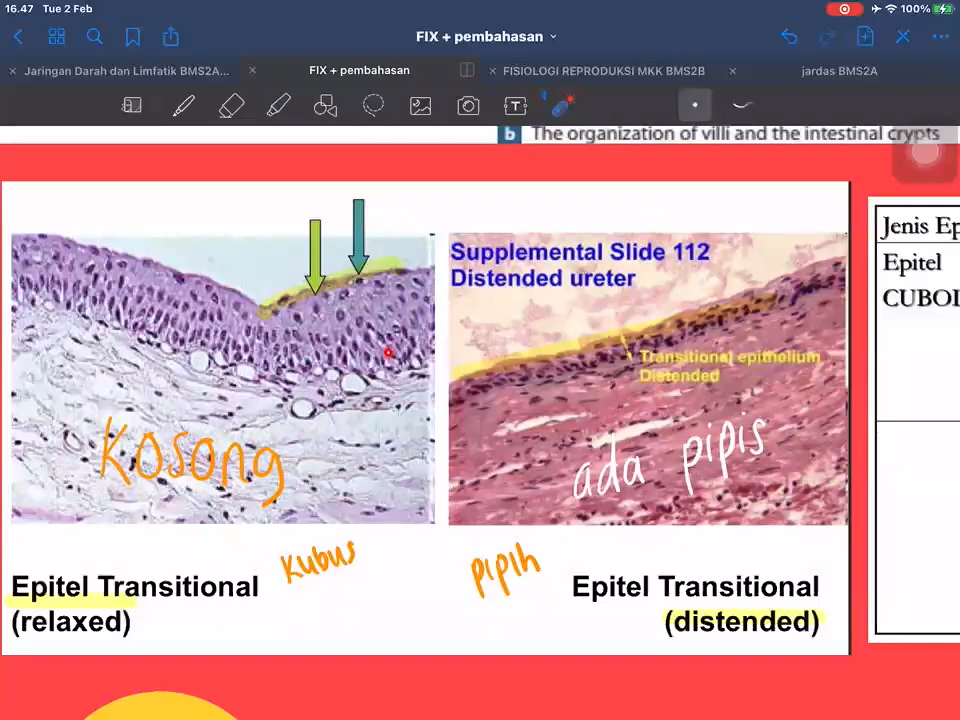 16.47 Tue 2 Feb
100%
FIX + pembahasan
Jaringan Darah dan Limfatik BMS2A...
FIX + pembahasan
FISIOLOGI REPRODUKSI MKK BMS2B
jardas BMS2A
b The organization of villi and the intestinal crypts
Supplemental Slide 112
Distended ureter
Transitional epithelium
Distended
Kosong
ada pipis
Kubus
pipih
Epitel Transitional
(relaxed)
Epitel Transitional
(distended)
Jenis Ep
Epitel
CUBOI